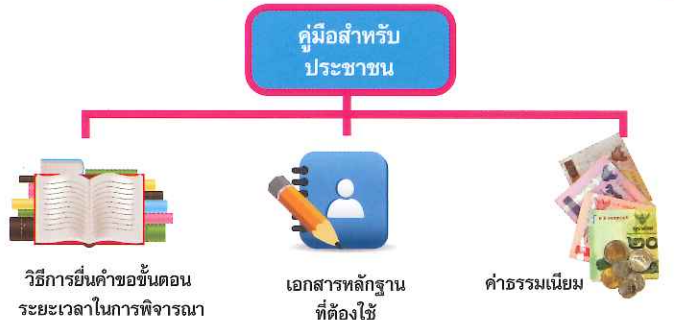 คู่มือสำหรับ
ประชาชน
วิธีการยื่นคำขอขั้นตอน
ระยะเวลาในการพิจารณา
เอกสารหลักฐาน
ที่ต้องใช้
ค่าธรรมเนียม
๒๐